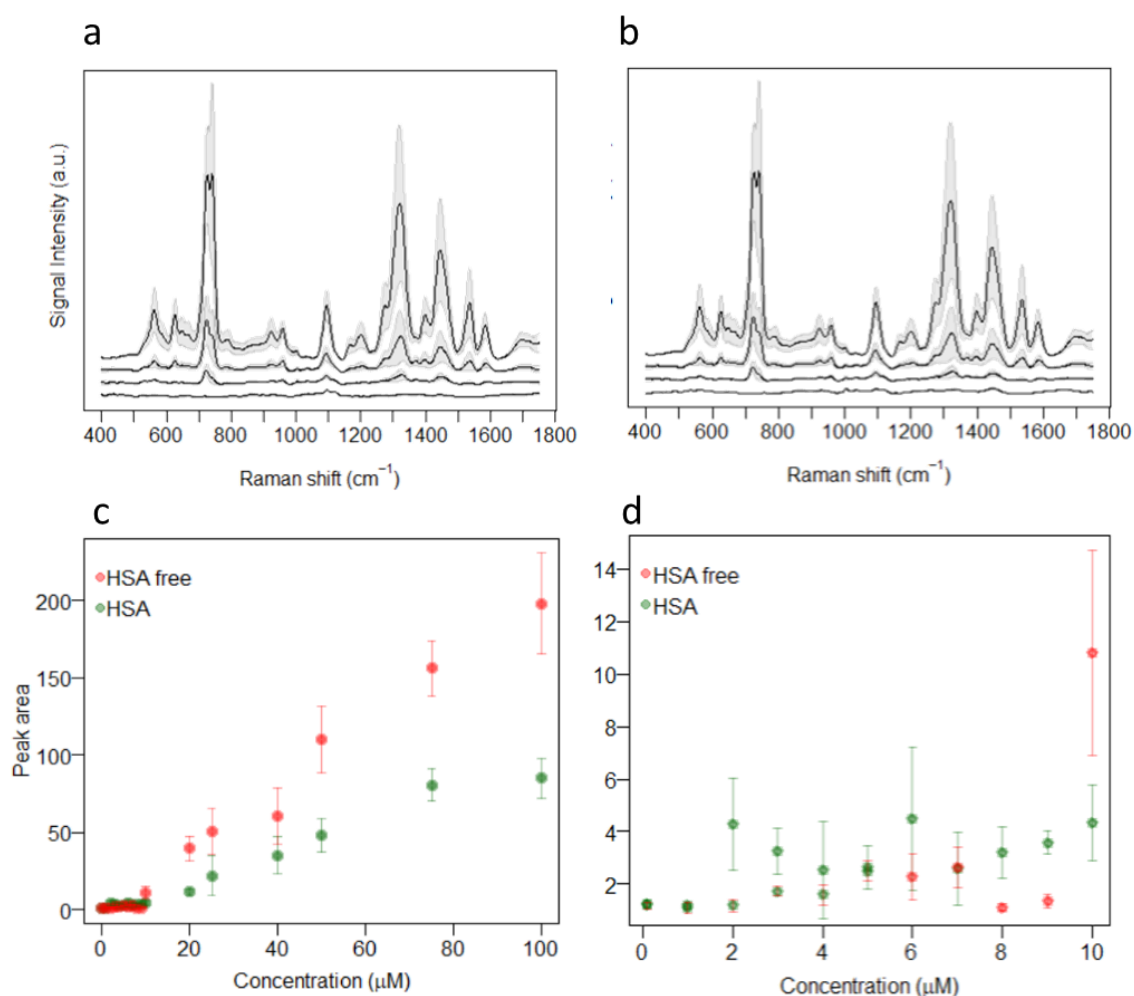 a
b
Signal Intensity (a.u.)
400 600 800 1000 1200 1400 1600 1800
400 600 800 1000 1200 1400 1600 1800
Raman shift (cm⁻¹)
Raman shift (cm⁻¹)
c
d
HSA free
HSA
200
150
100
50
0
Peak area
0 20 40 60 80 100
Concentration (μM)
HSA free
HSA
14
12
10
8
6
4
2
0 2 4 6 8 10
Concentration (μM)